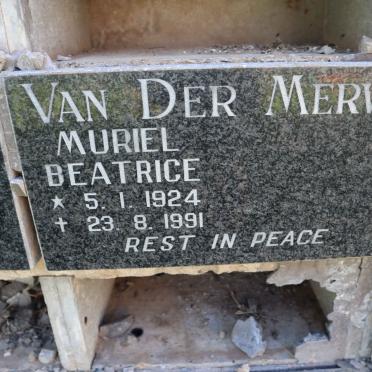 VAN DER MERW
MURIEL
BEATRICE
* 5. 1. 1924
† 23. 8. 1991
REST IN PEACE